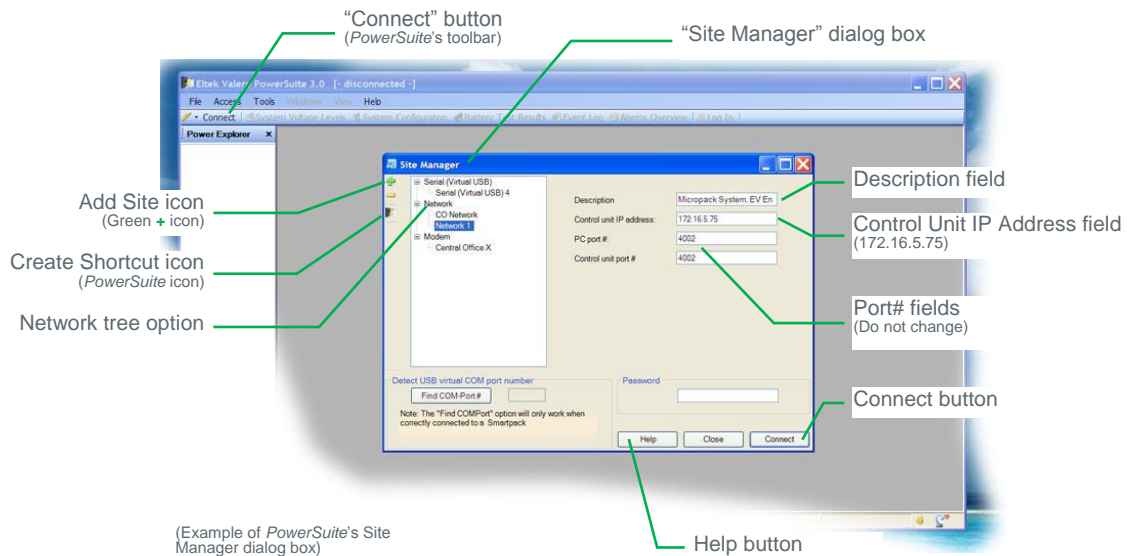 “Connect” button
(PowerSuite’s toolbar)
“Site Manager” dialog box
Eltek Valere PowerSuite 3.0 [- disconnected -]
File Access Tools Windows View Help
Connect System Voltage Levels System Configuration Battery Test Results Event Log Alarms Overview Log In
Power Explorer x
Site Manager
Serial (Virtual USB)
Serial (Virtual USB) 4
Network
CO Network
Network 1
Modem
Central Office X
Description Micropack System, EV En
Control unit IP address: 172.16.5.75
PC port #: 4002
Control unit port # 4002
Add Site icon
(Green + icon)
Create Shortcut icon
(PowerSuite icon)
Network tree option
Description field
Control Unit IP Address field
(172.16.5.75)
Port# fields
(Do not change)
Connect button
Detect USB virtual COM port number
Find COM-Port#
Note: The "Find COMPort" option will only work when
correctly connected to a Smartpack
Password
Help Close Connect
(Example of PowerSuite’s Site
Manager dialog box)
Help button